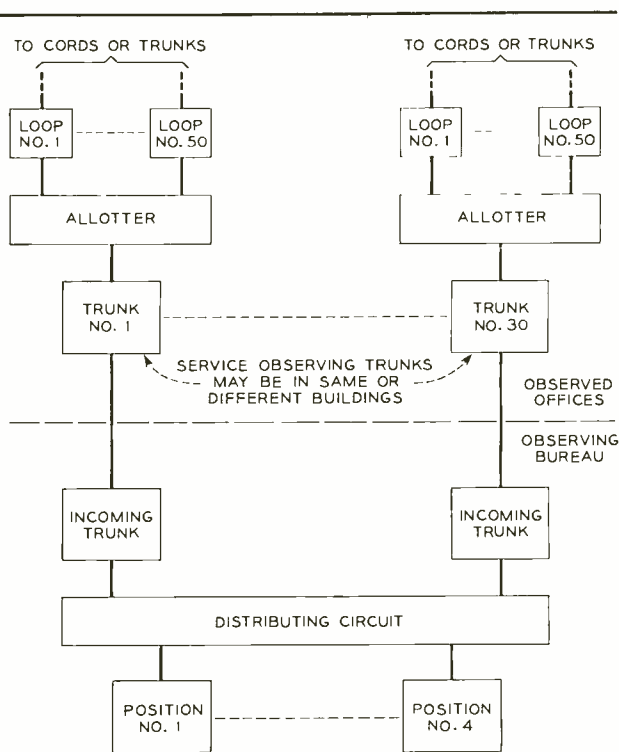 TO CORDS OR TRUNKS
TO CORDS OR TRUNKS
LOOP
NO. 1
LOOP
NO. 50
LOOP
NO. 1
LOOP
NO. 50
ALLOTTER
ALLOTTER
TRUNK
NO. 1
TRUNK
NO. 30
SERVICE OBSERVING TRUNKS
MAY BE IN SAME OR
DIFFERENT BUILDINGS
OBSERVED
OFFICES
OBSERVING
BUREAU
INCOMING
TRUNK
INCOMING
TRUNK
DISTRIBUTING CIRCUIT
POSITION
NO. 1
POSITION
NO. 4